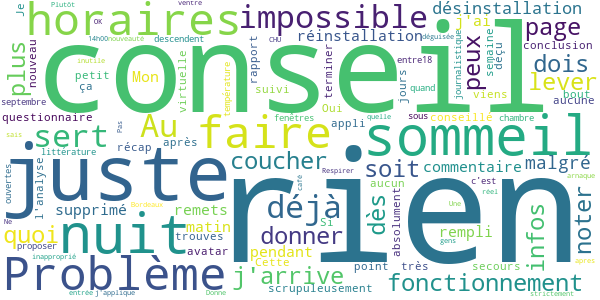 Je
Plutôt
ventre
OK
horaires
impossible
désinstallation
j'ai
page
14h00
nouveauté
CHU
déguisée
conclusion
descendent
réinstallation
peux
journalistique
semaine
déçu
plus
nouveau
inutile
virtuelle
rapport
terminer
entre18
dois
conseil
petit
ça
Mon
température
suivi
jours
quand
viens
lever
aucune
septembre
bout
questionnaire
Oui
sous
conseillé
chambre
sert
Au
faire
fenêtres
appli
quelle
sommeil
Pas
sais
littérature
récap
après
juste
coucher
soit
commentaire
malgré
ouvertes
l'analyse
Respirer
aucun
c'est
réel
arnaque
rien
supprimé
remets
Bordeaux
déjà
café
dès
Une
noter
Ne
quoi
nuit
matin
trouves
donner
Si
absolument
rempli
gens
infos
proposer
avatar
pendant
Cette
point
très
secours
après
inapproprié
Problème
j'arrive
fonctionnement
entrée
j'applique
Donne
scrupuleusement
strictement